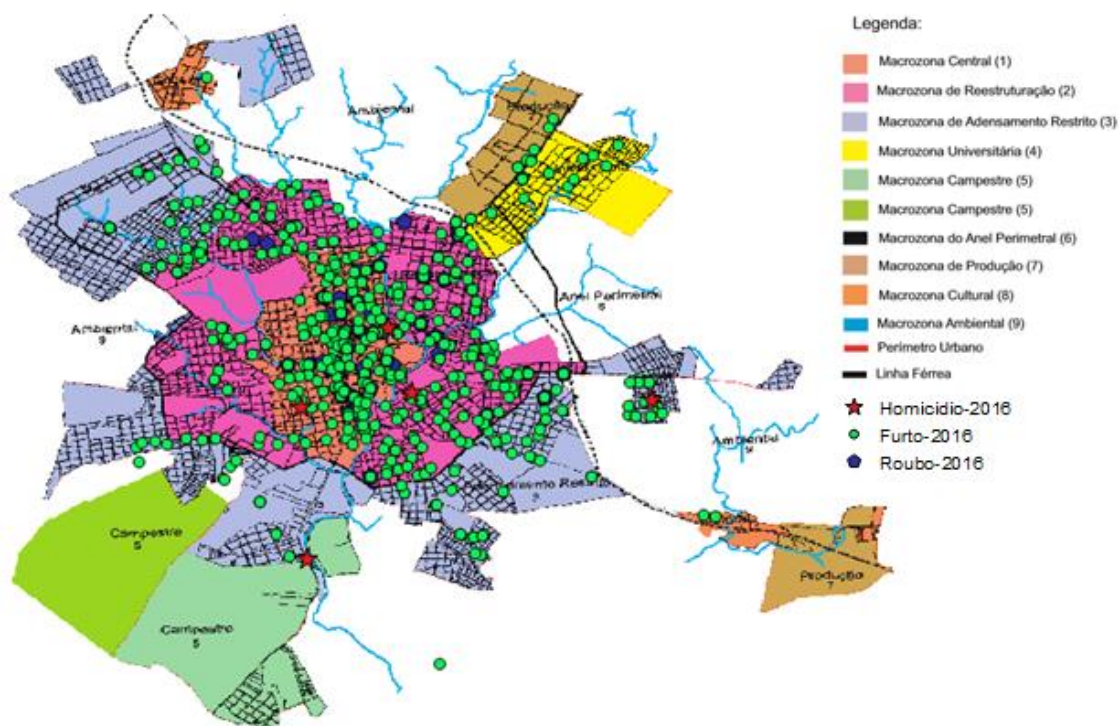 Legenda:
Macrozona Central (1)
Macrozona de Reestruturação (2)
Macrozona de Adensamento Restrito (3)
Macrozona Universitária (4)
Macrozona Campestre (5)
Macrozona Campestre (5)
Macrozona do Anel Perimetral (6)
Macrozona de Produção (7)
Macrozona Cultural (8)
Macrozona Ambiental (9)
Perímetro Urbano
Linha Férrea
Homicídio-2016
Furto-2016
Roubo-2016
Ambiental
Produção
Anel Perimetral
6
Ambiental
9
Ambiental
9
Restrito
3
Campestre
5
Campestre
5
Produção
7